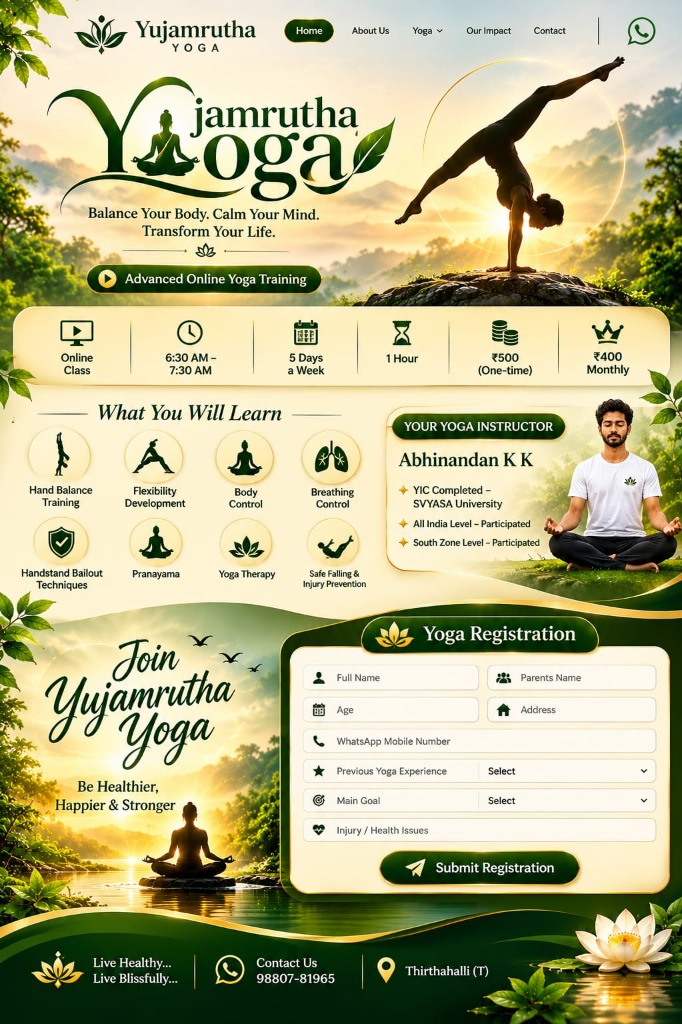 Yujamrutha
YOGA
Home
About Us
Yoga
Our Impact
Contact
Yujamrutha
Yoga
Balance Your Body. Calm Your Mind.
Transform Your Life.
Advanced Online Yoga Training
Online
Class
6:30 AM –
7:30 AM
5 Days
a Week
1 Hour
₹500
(One-time)
₹400
Monthly
What You Will Learn
Hand Balance
Training
Flexibility
Development
Body
Control
Breathing
Control
Handstand Bailout
Techniques
Pranayama
Yoga Therapy
Safe Falling &
Injury Prevention
YOUR YOGA INSTRUCTOR
Abhinandan K K
YIC Completed –
SVYASA University
All India Level – Participated
South Zone Level – Participated
Join
Yujamrutha
Yoga
Be Healthier,
Happier & Stronger
Yoga Registration
Full Name
Parents Name
Age
Address
WhatsApp Mobile Number
Previous Yoga Experience
Select
Main Goal
Select
Injury / Health Issues
Submit Registration
Live Healthy...
Live Blissfully...
Contact Us
98807-81965
Thirthahalli (T)